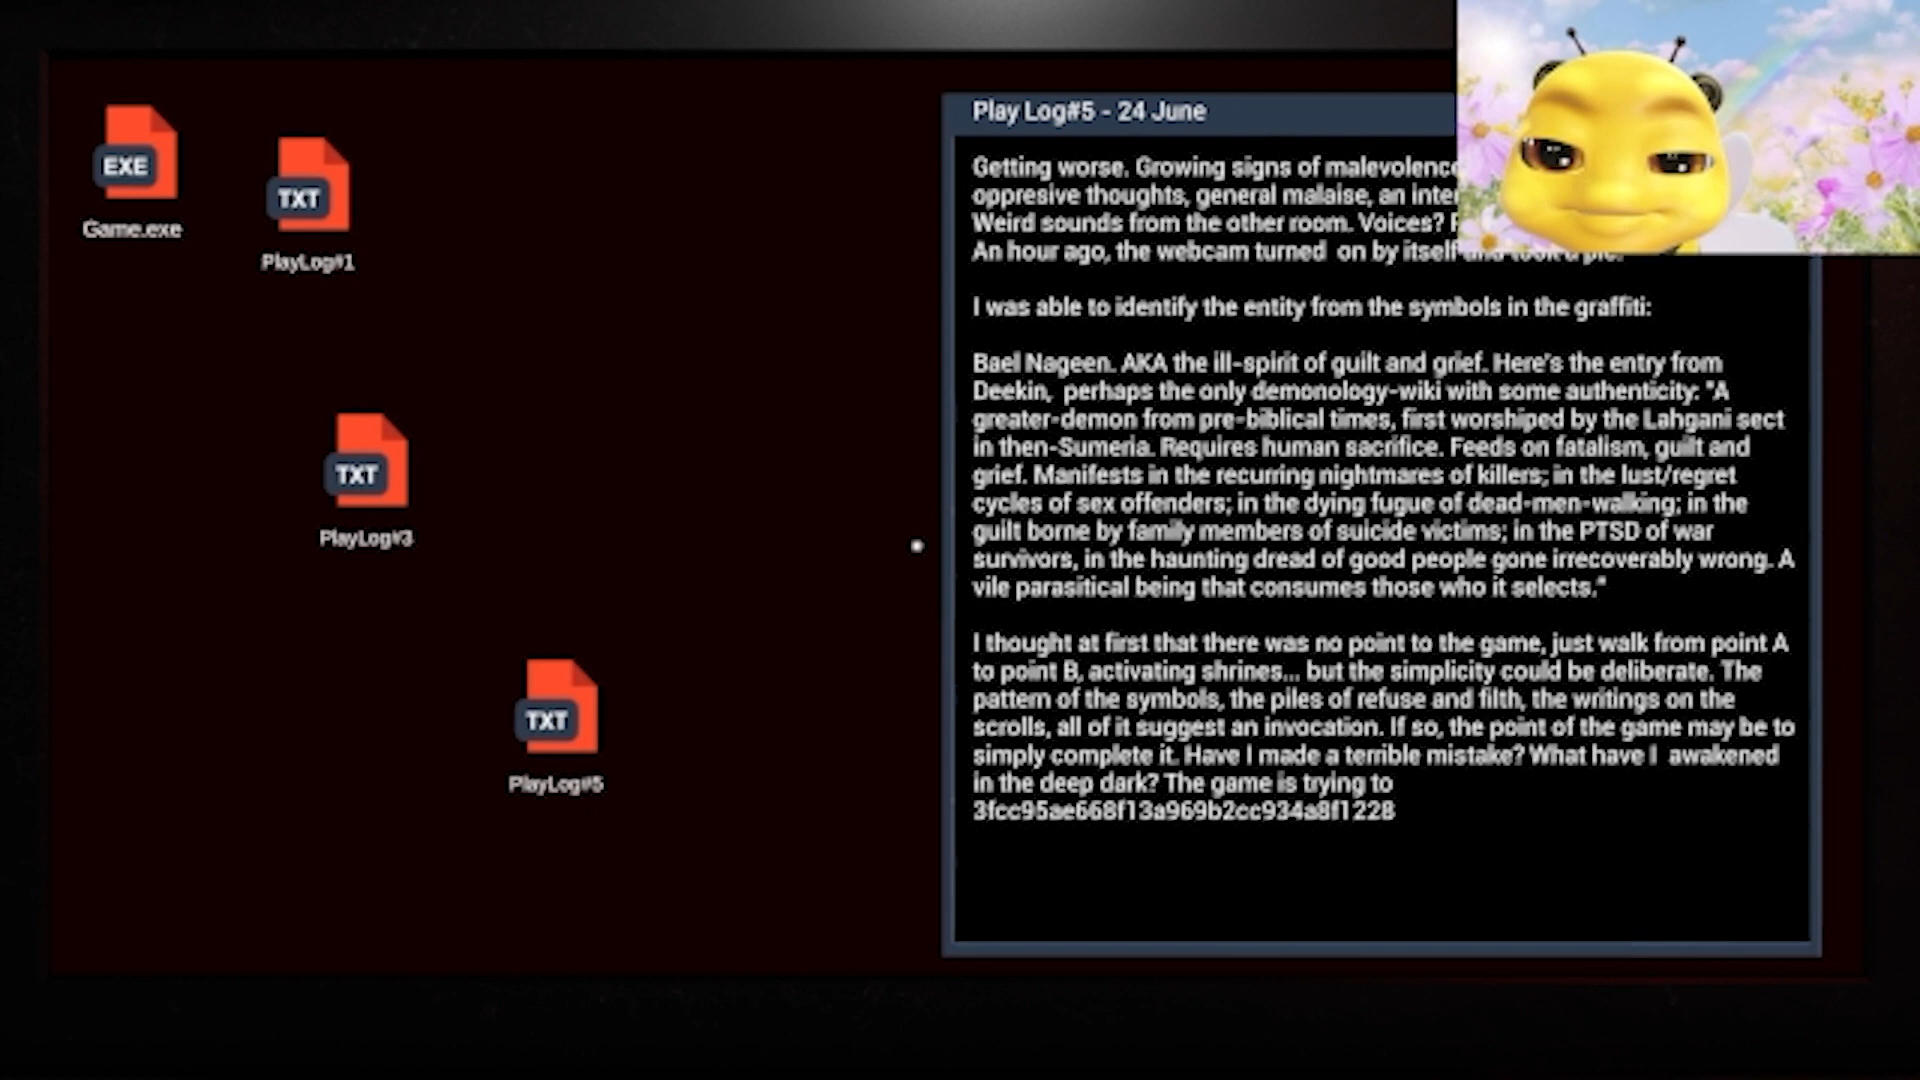 EXE
Game.exe
TXT
PlayLog#1
TXT
PlayLog#3
TXT
PlayLog#5
Play Log#5 - 24 June
Getting worse. Growing signs of malevolence
oppresive thoughts, general malaise, an
Weird sounds from the other room. Voices?
An hour ago, the webcam turned on by itself and took a pic.
I was able to identify the entity from the symbols in the graffiti:
Bael Nageen. AKA the ill-spirit of guilt and grief. Here's the entry from
Deekin, perhaps the only demonology-wiki with some authenticity: "A
greater-demon from pre-biblical times, first worshiped by the Lahgani sect
in then-Sumeria. Requires human sacrifice. Feeds on fatalism, guilt and
grief. Manifests in the recurring nightmares of killers; in the lust/regret
cycles of sex offenders; in the dying fugue of dead-men-walking; in the
guilt borne by family members of suicide victims; in the PTSD of war
survivors, in the haunting dread of good people gone irrecoverably wrong. A
vile parasitical being that consumes those who it selects."
I thought at first that there was no point to the game, just walk from point A
to point B, activating shrines... but the simplicity could be deliberate. The
pattern of the symbols, the piles of refuse and filth, the writings on the
scrolls, all of it suggest an invocation. If so, the point of the game may be to
simply complete it. Have I made a terrible mistake? What have I awakened
in the deep dark? The game is trying to
3fcc95ae668f13a969b2cc934a8f1228